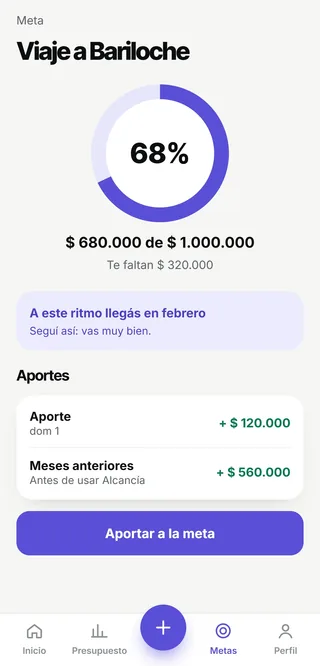 Meta
Viaje a Bariloche
68%
$ 680.000 de $ 1.000.000
Te faltan $ 320.000
A este ritmo llegás en febrero
Seguí así: vas muy bien.
Aportes
Aporte
+ $ 120.000
dom 1
Meses anteriores
+ $ 560.000
Antes de usar Alcancía
Aportar a la meta
Inicio Presupuesto + Metas Perfil